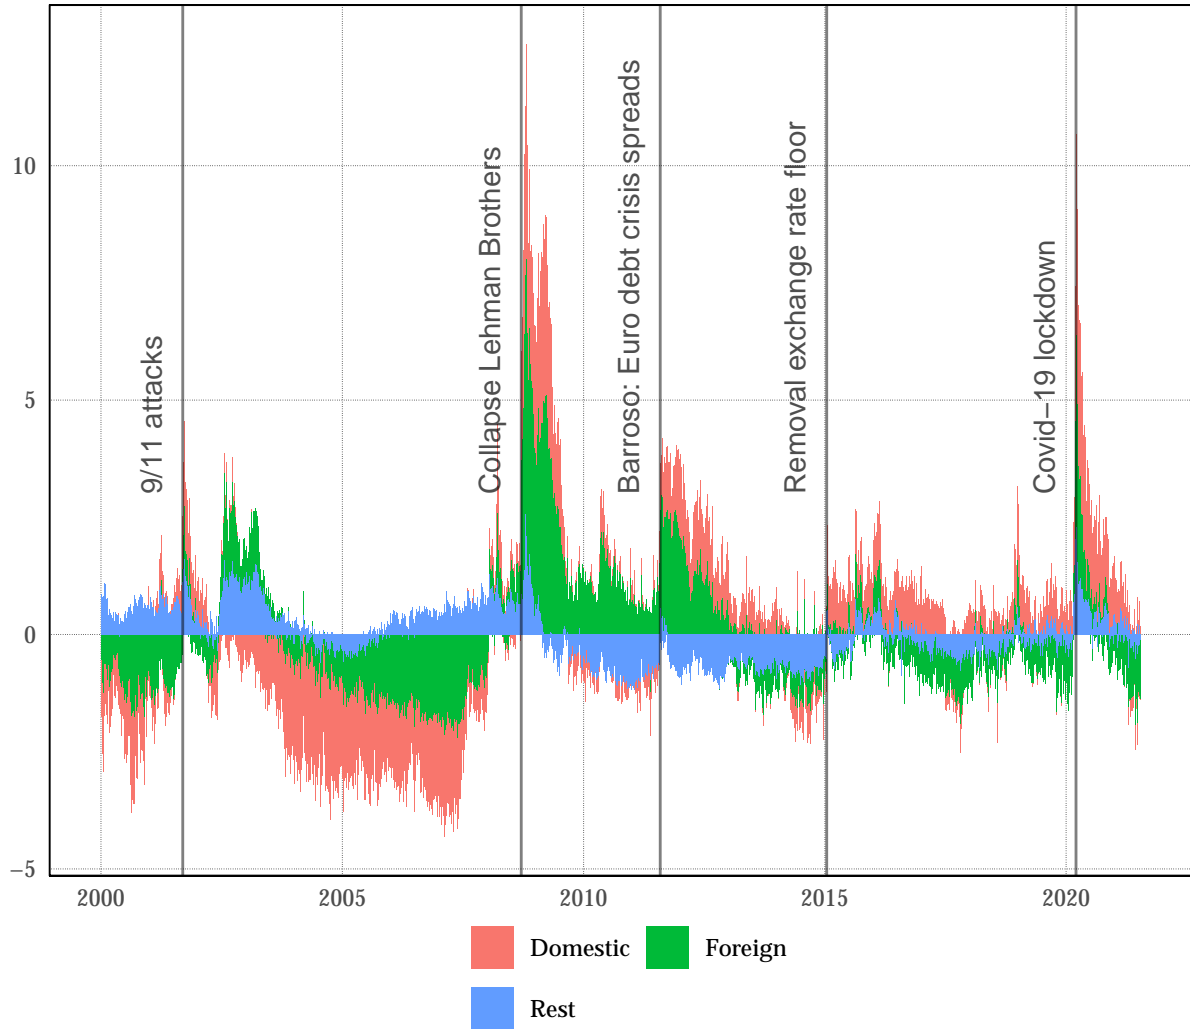 10
5
0
−5
9/11 attacks
Collapse Lehman Brothers
Barroso: Euro debt crisis spreads
Removal exchange rate floor
Covid−19 lockdown
2000
2005
2010
2015
2020
Domestic
Foreign
Rest